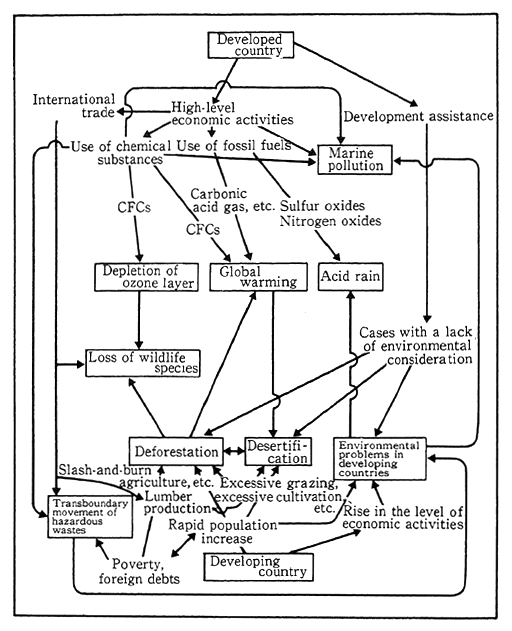 Developed
country
International
trade
High-level
economic activities
Development assistance
Use of chemical
substances
Use of fossil fuels
Marine
pollution
Carbonic
acid gas, etc.
Sulfur oxides
Nitrogen oxides
CFCs
CFCs
Depletion of
ozone layer
Global
warming
Acid rain
Cases with a lack
of environmental
consideration
Loss of wildlife
species
Deforestation
Desertifi-
cation
Environmental
problems in
developing
countries
Slash-and-burn
agriculture, etc.
Excessive grazing,
excessive cultivation,
etc.
Lumber
production
Transboundary
movement of
hazardous
wastes
Rapid population
increase
Rise in the level of
economic activities
Poverty,
foreign debts
Developing
country